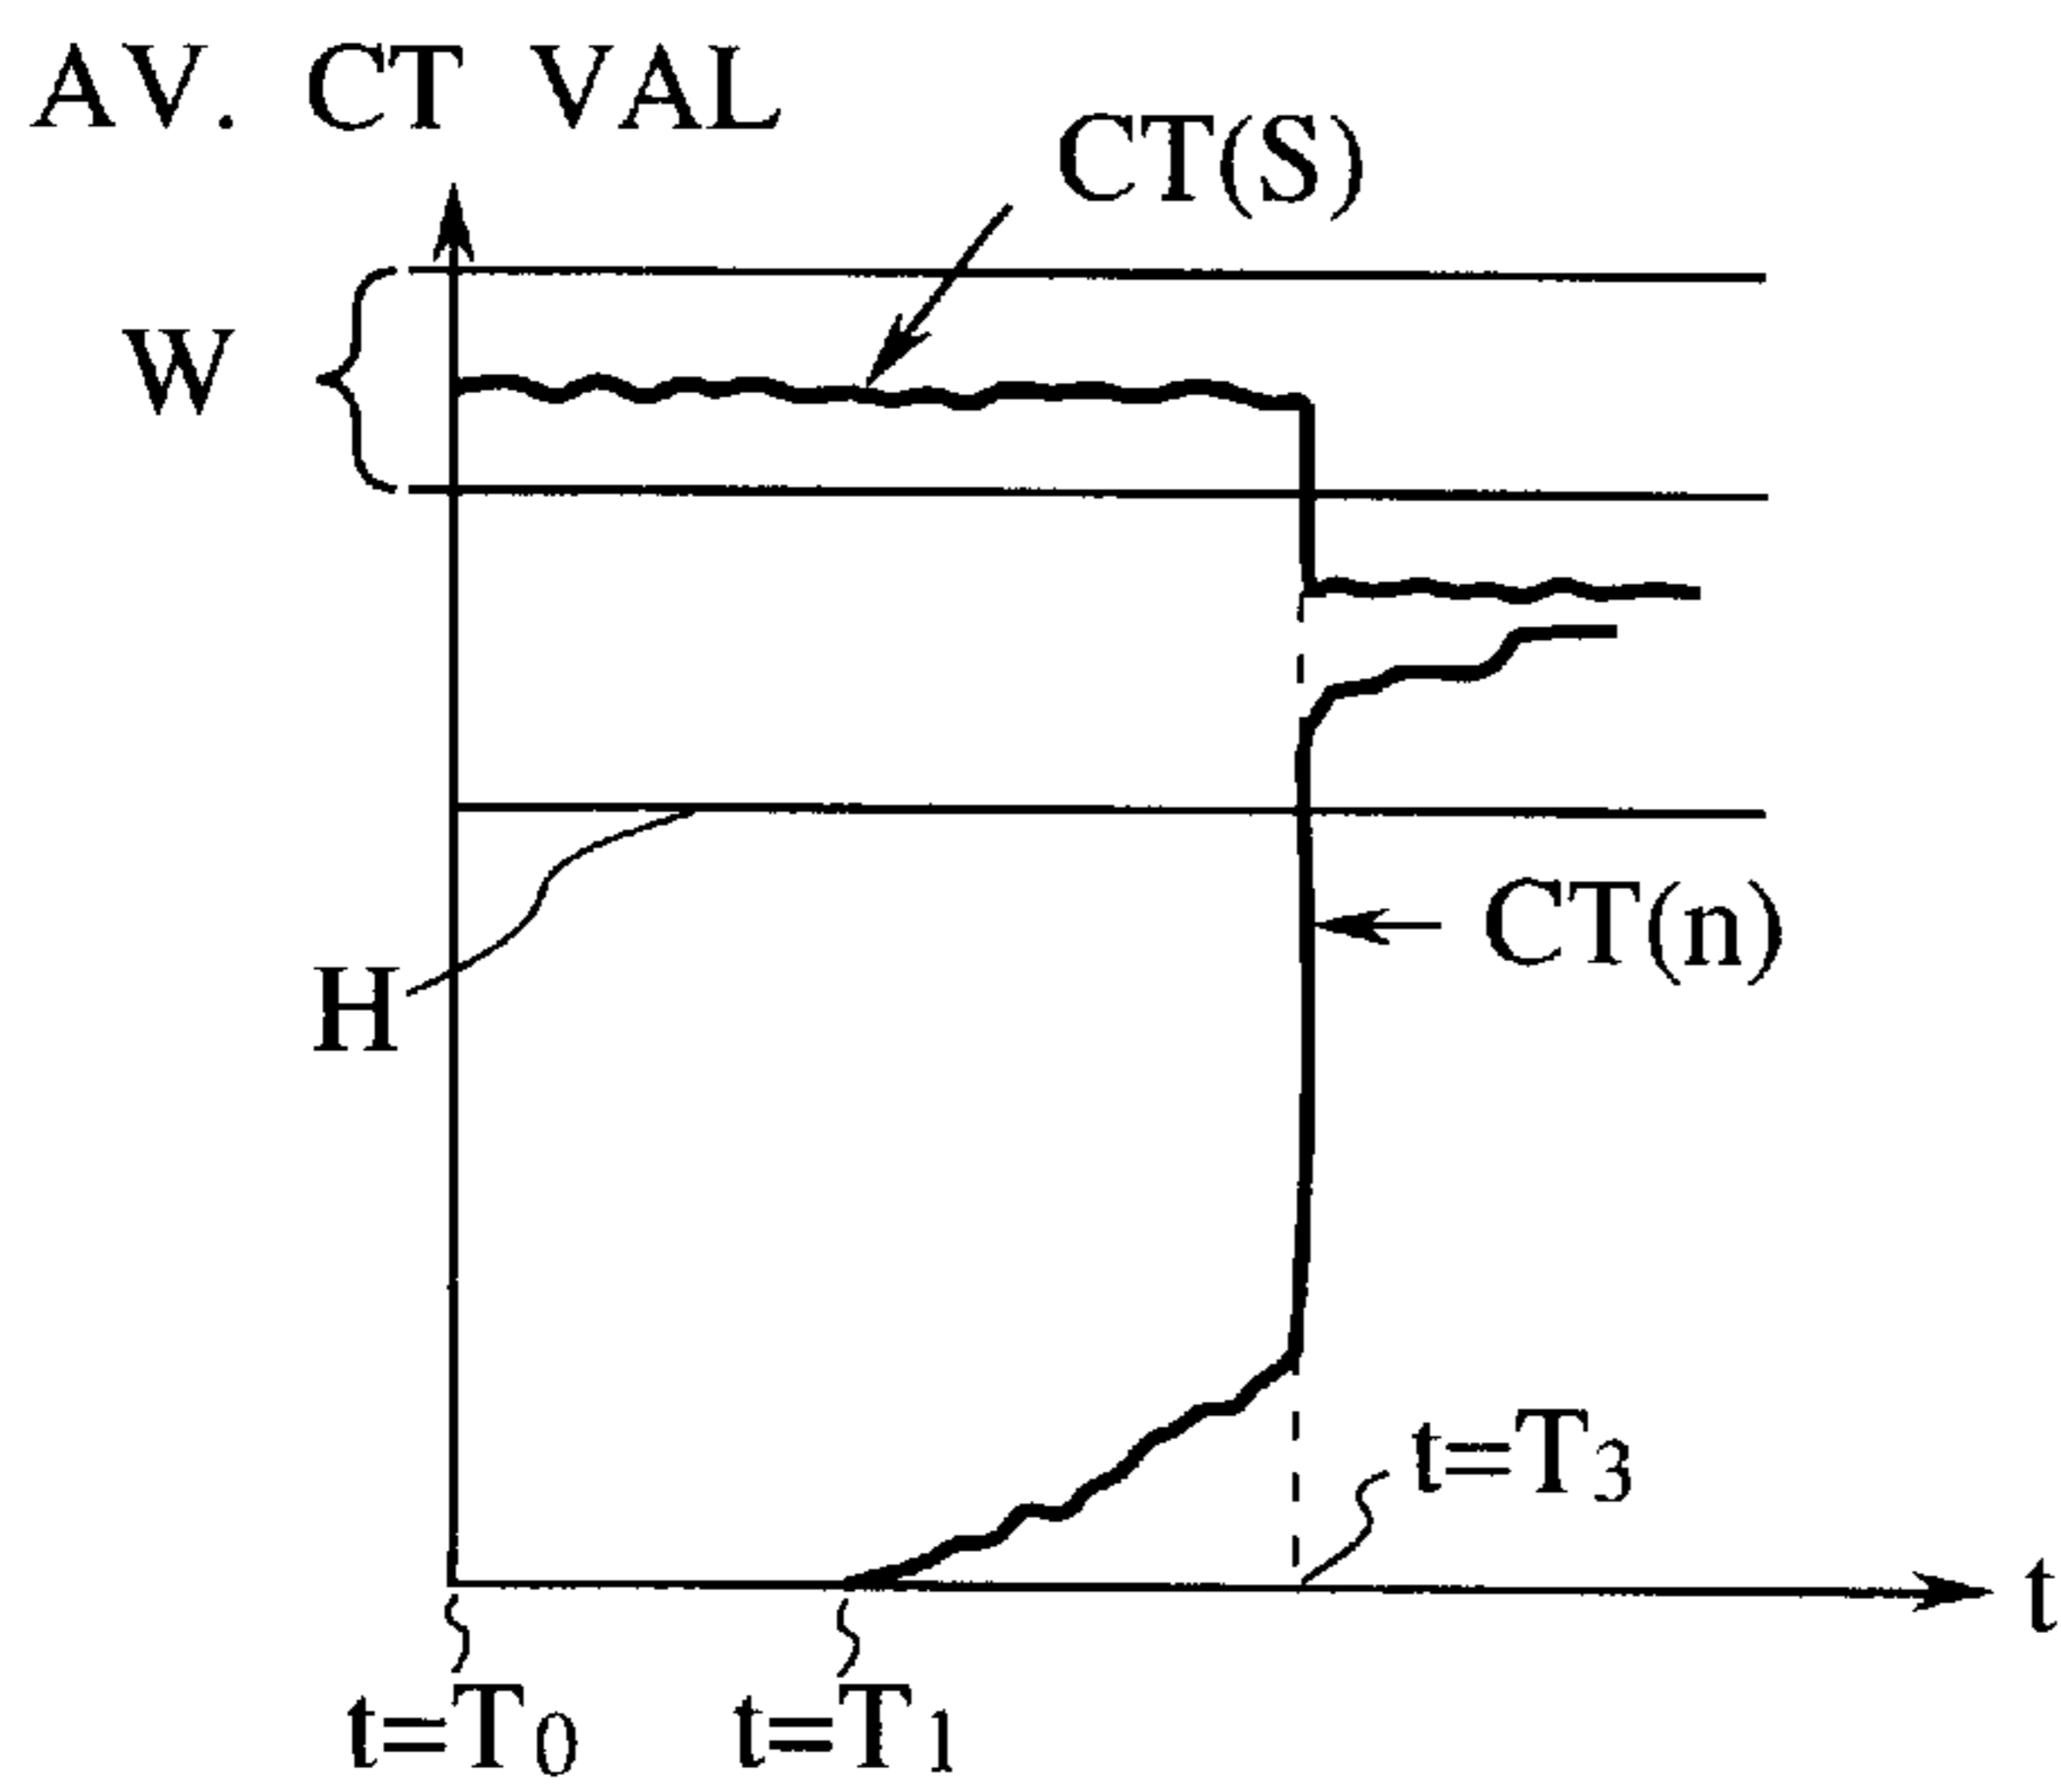 AV. CT VAL
CT(S)
W
CT(n)
H
t=T3
t
t=T0
t=T1